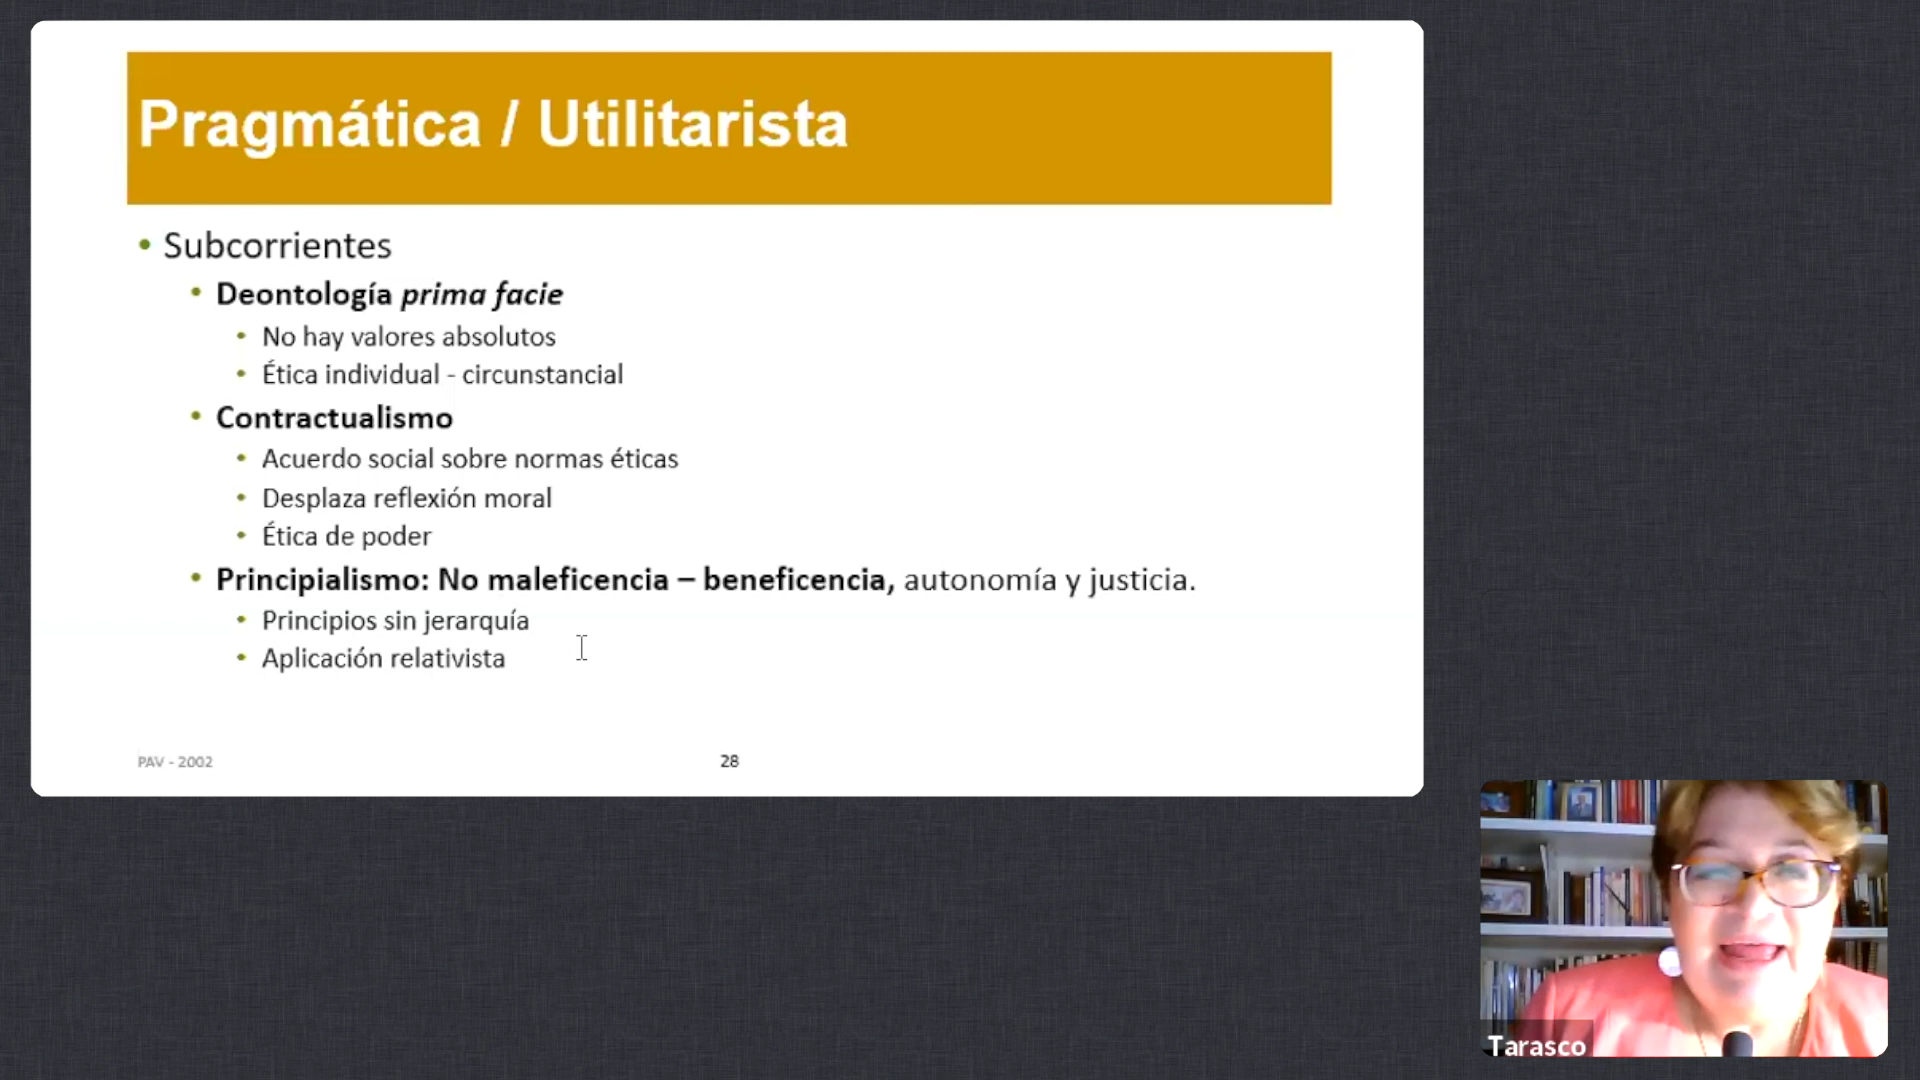 Pragmática / Utilitarista
• Subcorrientes
• Deontología prima facie
• No hay valores absolutos
• Ética individual - circunstancial
• Contractualismo
• Acuerdo social sobre normas éticas
• Desplaza reflexión moral
• Ética de poder
• Principialismo: No maleficencia – beneficencia, autonomía y justicia.
• Principios sin jerarquía
• Aplicación relativista
PAV - 2002
28
Tarasco